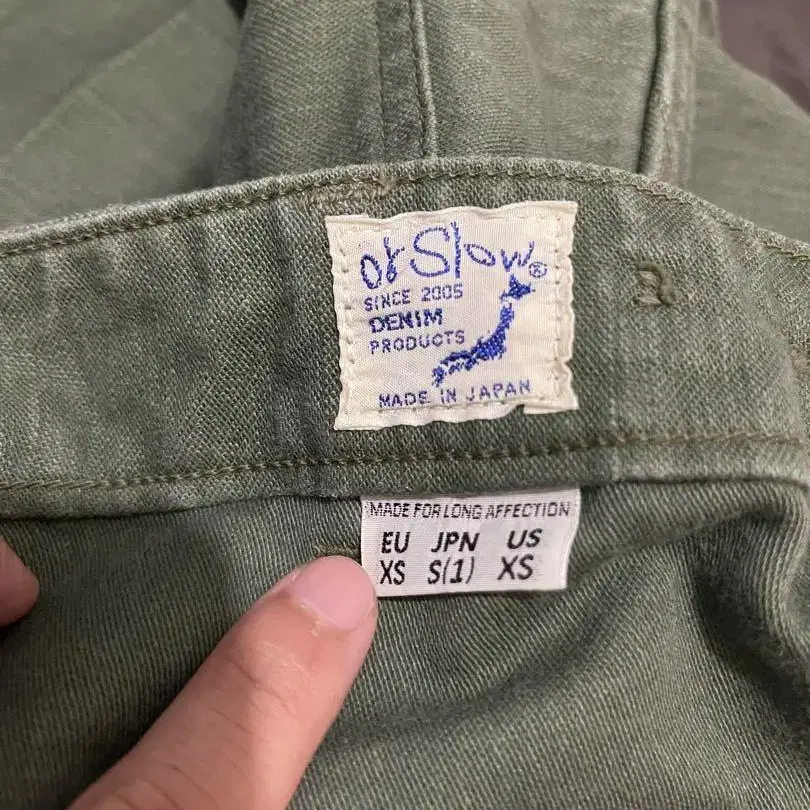 orSlow®
SINCE 2005
DENIM
PRODUCTS
MADE IN JAPAN
MADE FOR LONG AFFECTION
EU JPN US
XS S(1) XS